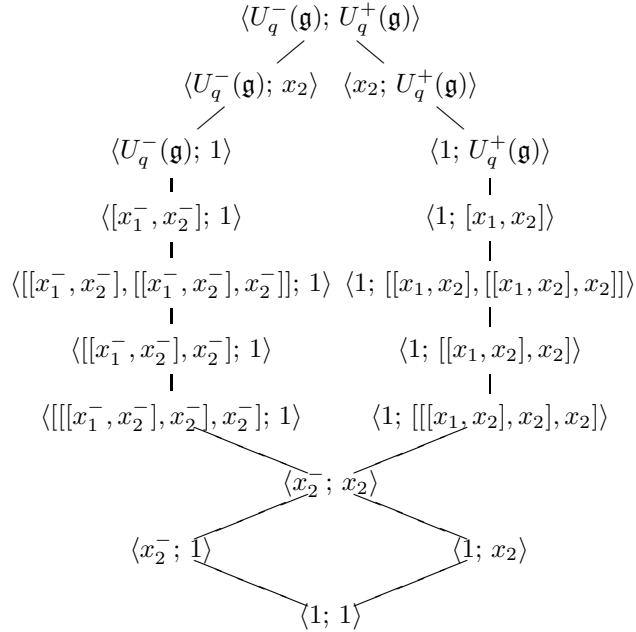 ⟨U_q^−(𝔤); U_q^+(𝔤)⟩
⟨U_q^−(𝔤); x_2⟩ ⟨x_2; U_q^+(𝔤)⟩
⟨U_q^−(𝔤); 1⟩ ⟨1; U_q^+(𝔤)⟩
⟨[x_1^−, x_2^−]; 1⟩ ⟨1; [x_1, x_2]⟩
⟨[[x_1^−, x_2^−], [[x_1^−, x_2^−], x_2^−]]; 1⟩ ⟨1; [[x_1, x_2], [[x_1, x_2], x_2]]⟩
⟨[[x_1^−, x_2^−], x_2^−]; 1⟩ ⟨1; [[x_1, x_2], x_2]⟩
⟨[[[x_1^−, x_2^−], x_2^−], x_2^−]; 1⟩ ⟨1; [[[x_1, x_2], x_2], x_2]⟩
⟨x_2^−; x_2⟩
⟨x_2^−; 1⟩ ⟨1; x_2⟩
⟨1; 1⟩